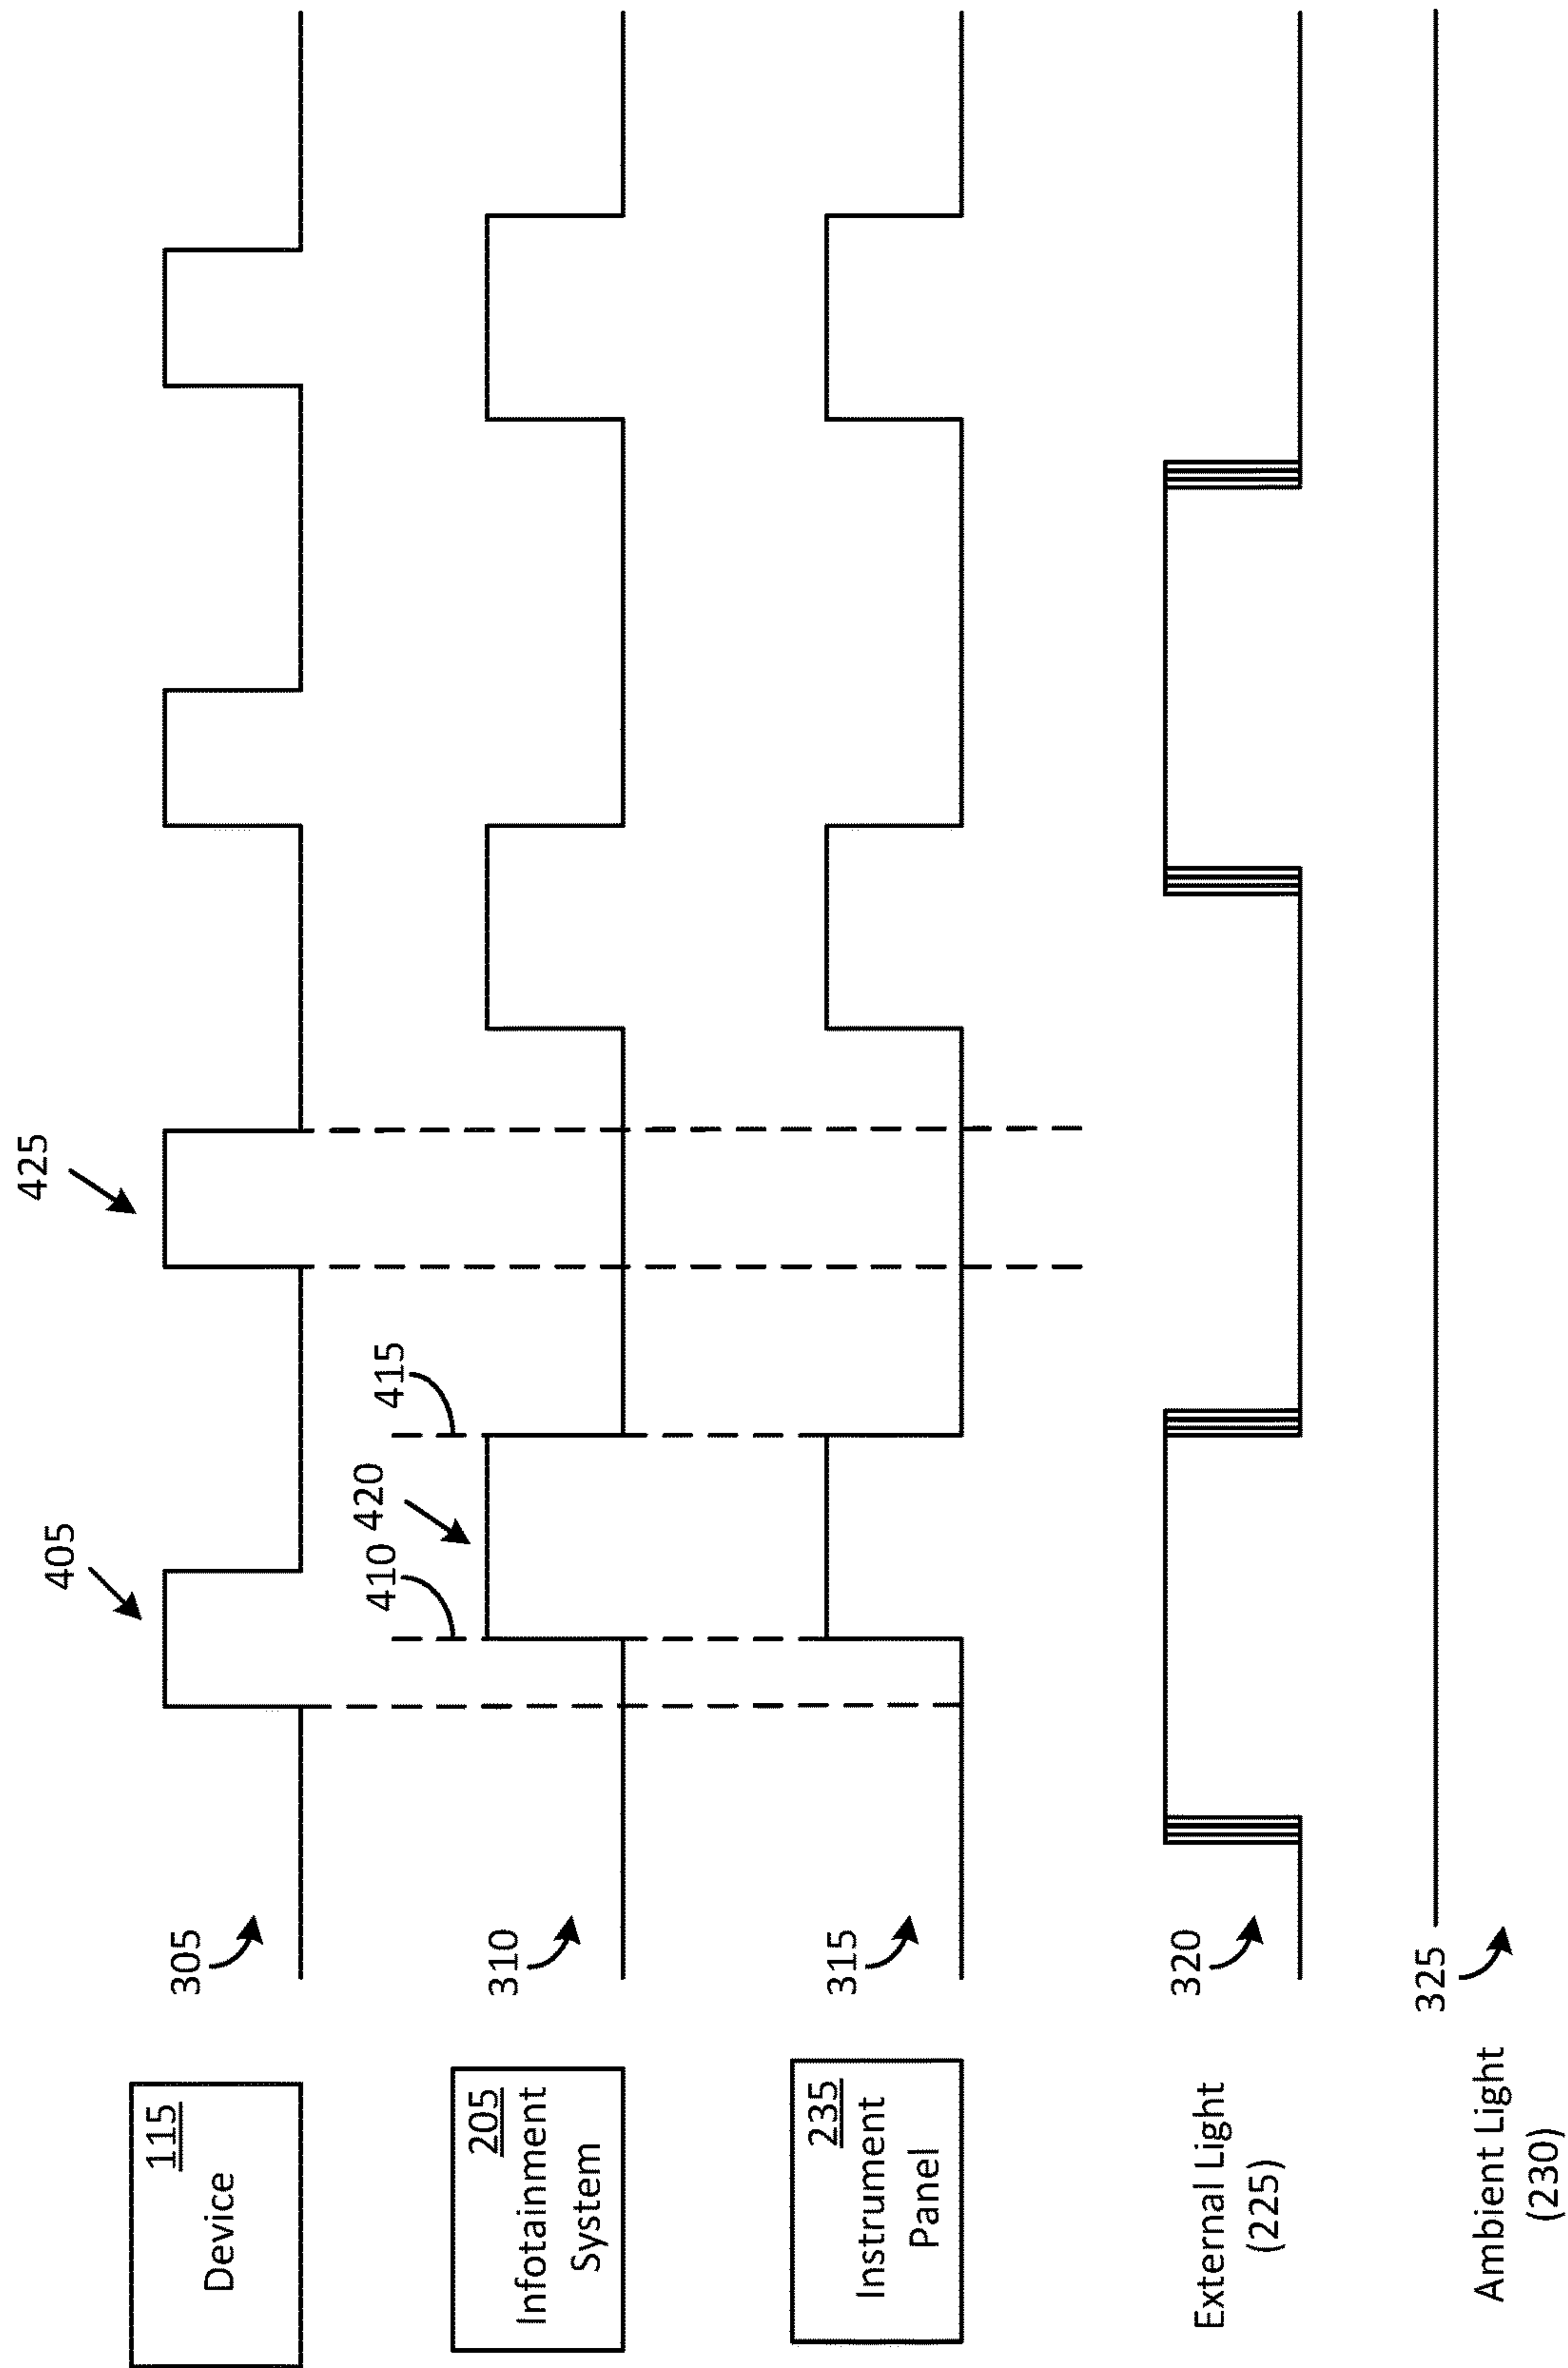 115
Device
305
405
425
205
Infotainment
System
310
410
420
415
235
Instrument
Panel
315
External Light
(225)
320
Ambient Light
(230)
325